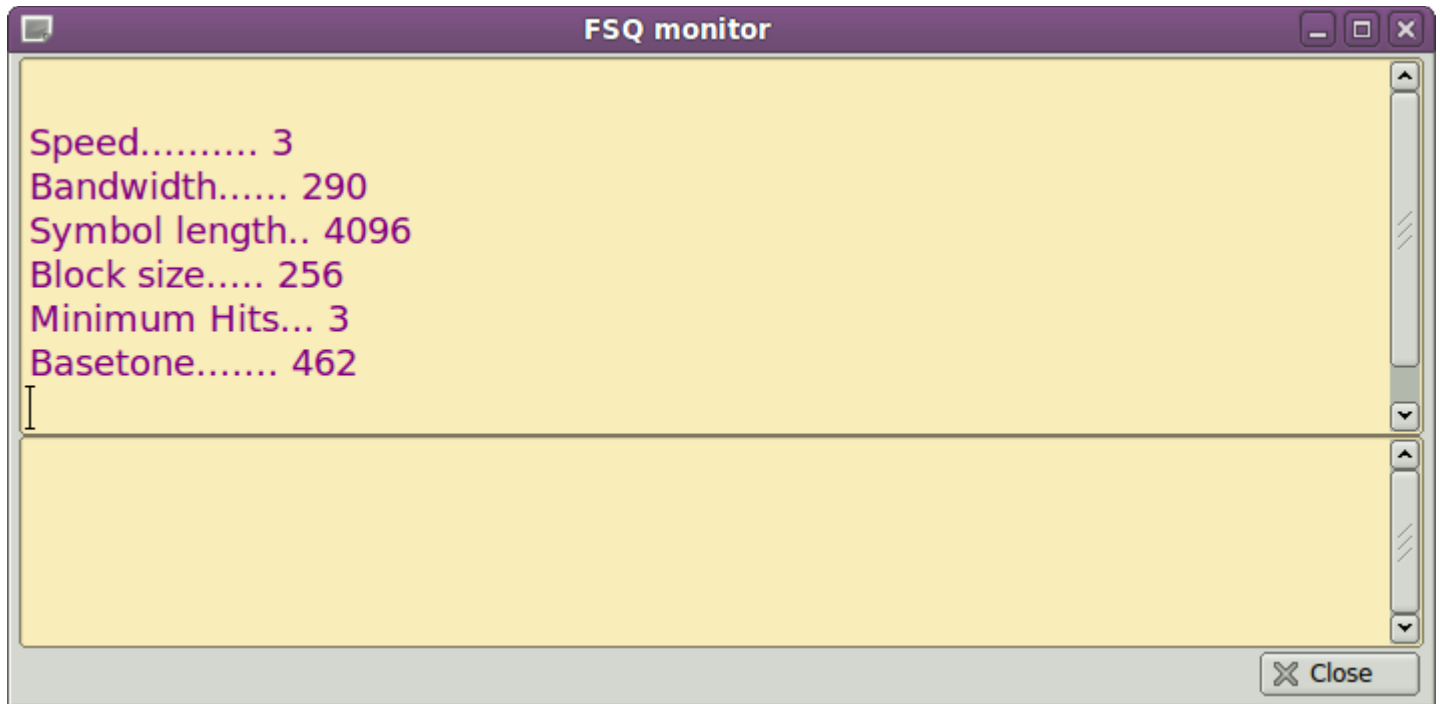 FSQ monitor
Speed.......... 3
Bandwidth...... 290
Symbol length.. 4096
Block size..... 256
Minimum Hits... 3
Basetone....... 462
Close